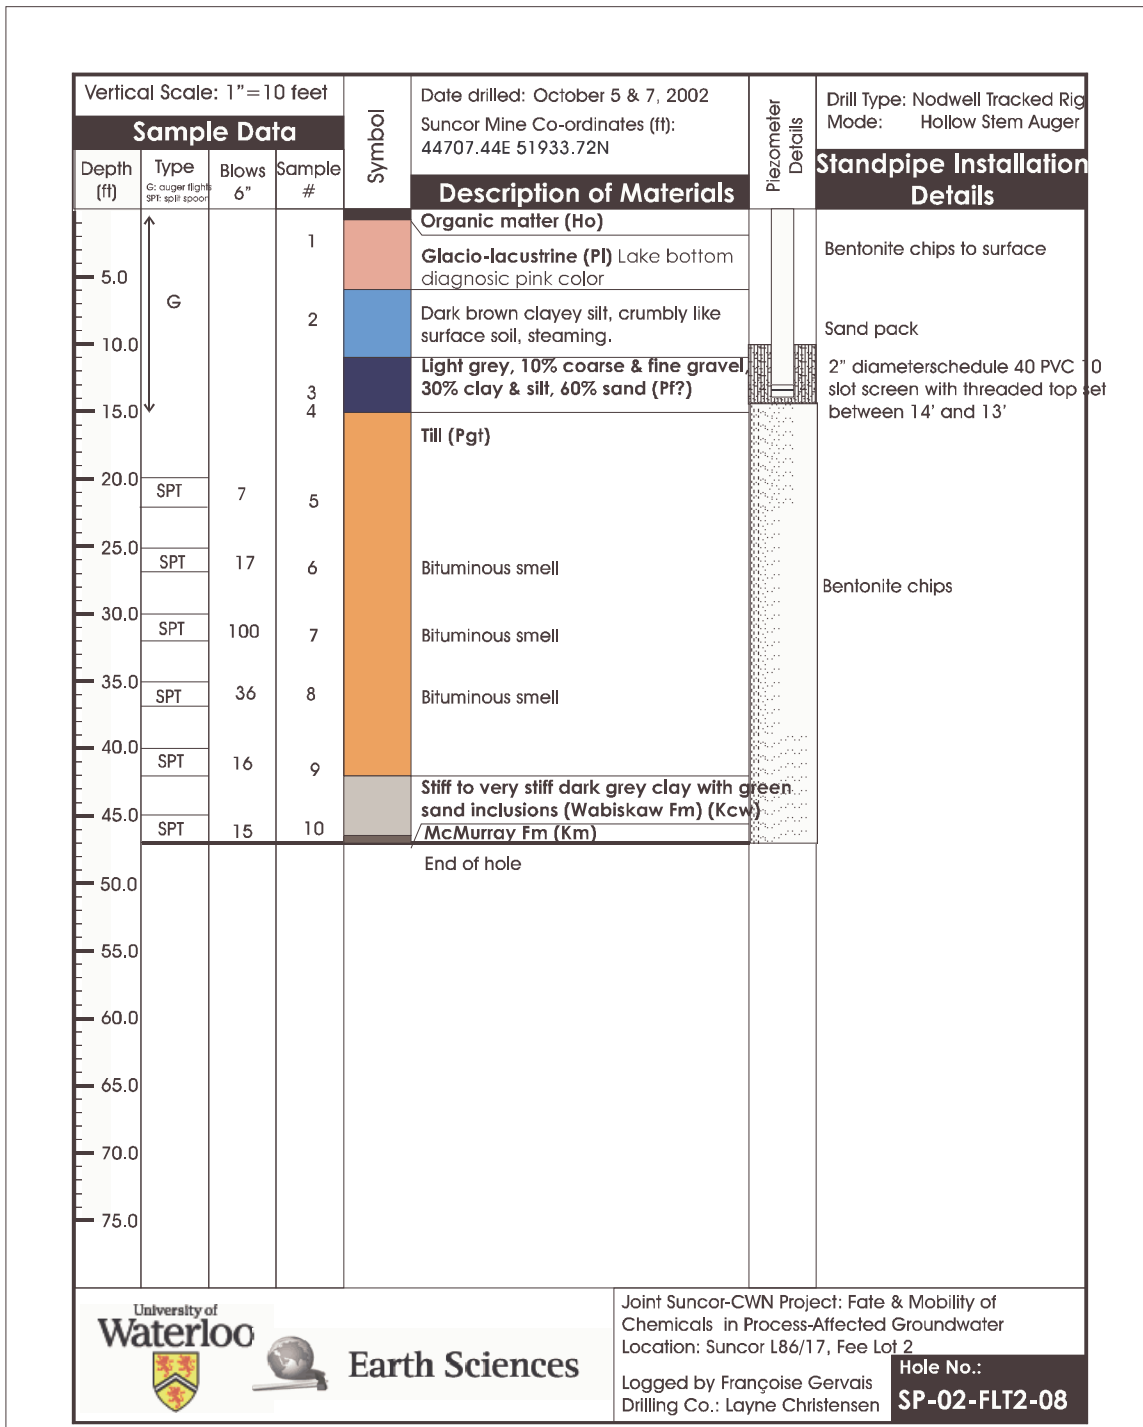 Vertical Scale: 1"=10 feet
Sample Data
Depth
(ft)
Type
G: auger flights
SPT: split spoon
Blows
6"
Sample
#
Symbol
Date drilled: October 5 & 7, 2002
Suncor Mine Co-ordinates (ft):
44707.44E 51933.72N
Description of Materials
Piezometer
Details
Drill Type: Nodwell Tracked Rig
Mode: Hollow Stem Auger
Standpipe Installation
Details
Organic matter (Ho)
1
Glacio-lacustrine (Pl) Lake bottom
diagnostic pink color
Bentonite chips to surface
5.0
G
2
Dark brown clayey silt, crumbly like
surface soil, steaming.
Sand pack
10.0
Light grey, 10% coarse & fine gravel,
30% clay & silt, 60% sand (Pf?)
2" diameterschedule 40 PVC 10
slot screen with threaded top set
between 14' and 13'
3
15.0
4
Till (Pgt)
20.0
SPT
7
5
25.0
SPT
17
6
Bituminous smell
Bentonite chips
30.0
SPT
100
7
Bituminous smell
35.0
SPT
36
8
Bituminous smell
40.0
SPT
16
9
Stiff to very stiff dark grey clay with green
sand inclusions (Wabiskaw Fm) (Kcw)
45.0
SPT
15
10
McMurray Fm (Km)
End of hole
50.0
55.0
60.0
65.0
70.0
75.0
University of
Waterloo
Earth Sciences
Joint Suncor-CWN Project: Fate & Mobility of
Chemicals in Process-Affected Groundwater
Location: Suncor L86/17, Fee Lot 2
Logged by Françoise Gervais
Drilling Co.: Layne Christensen
Hole No.:
SP-02-FLT2-08